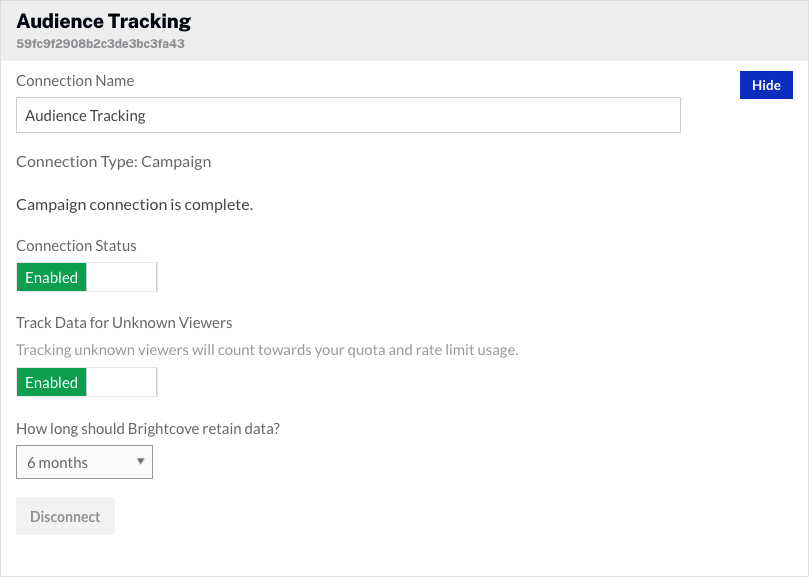 Audience Tracking
59fc9f2908b2c3de3bc3fa43
Connection Name
Hide
Audience Tracking
Connection Type: Campaign
Campaign connection is complete.
Connection Status
Enabled
Track Data for Unknown Viewers
Tracking unknown viewers will count towards your quota and rate limit usage.
Enabled
How long should Brightcove retain data?
6 months
Disconnect